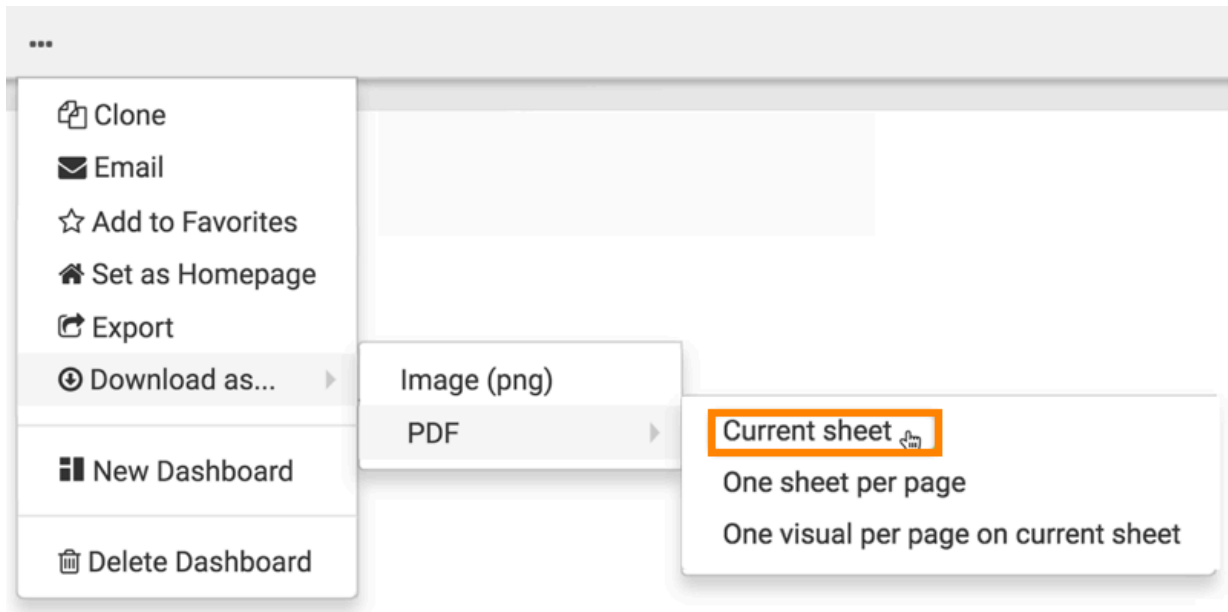 Clone
Email
Add to Favorites
Set as Homepage
Export
Download as...
New Dashboard
Delete Dashboard
Image (png)
PDF
Current sheet
One sheet per page
One visual per page on current sheet